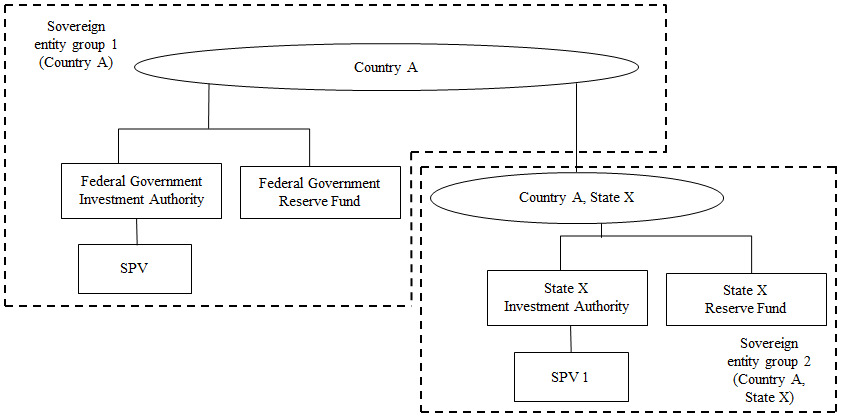 Sovereign
entity group 1
(Country A)
Country A
Federal Government
Investment Authority
Federal Government
Reserve Fund
SPV
Country A, State X
State X
Investment Authority
State X
Reserve Fund
SPV 1
Sovereign
entity group 2
(Country A,
State X)